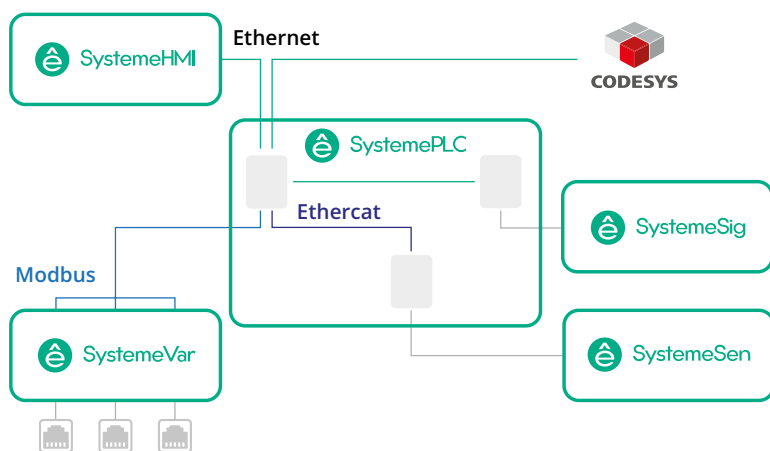 Ethernet
ê SystemeHMI
CODESYS
ê SystemePLC
Ethercat
ê SystemeSig
Modbus
ê SystemeVar
ê SystemeSen